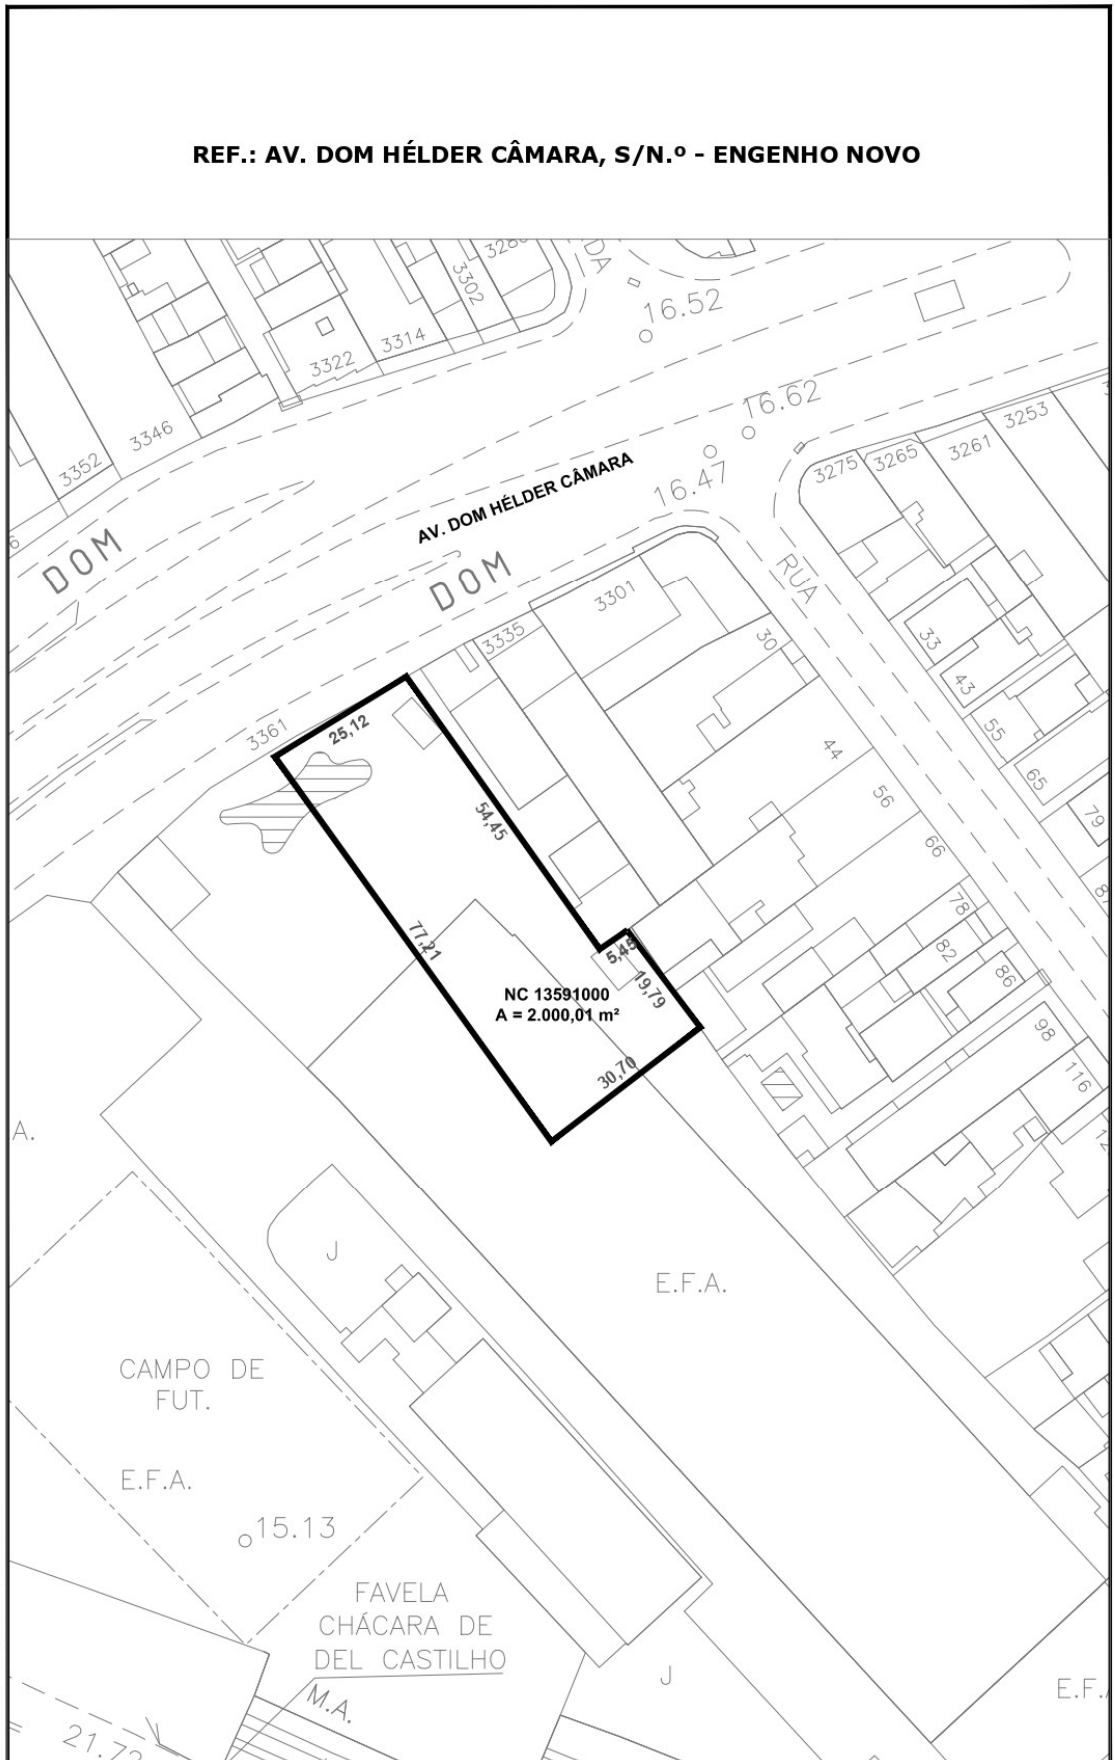 REF.: AV. DOM HÉLDER CÂMARA, S/N.º - ENGENHO NOVO
3302
16.52
3314
3322
3346
3352
16.62
3253
3261
3265
3275
AV. DOM HÉLDER CÂMARA
16.47
DOM
DOM
RUA
3301
3335
30
33
43
55
65
79
3361
25,12
44
56
66
54,45
78
82
86
77,21
5,45
19,79
NC 13591000
A = 2.000,01 m²
98
116
30,70
A.
J
E.F.A.
CAMPO DE
FUT.
E.F.A.
15.13
FAVELA
CHÁCARA DE
DEL CASTILHO
J
M.A.
21.72